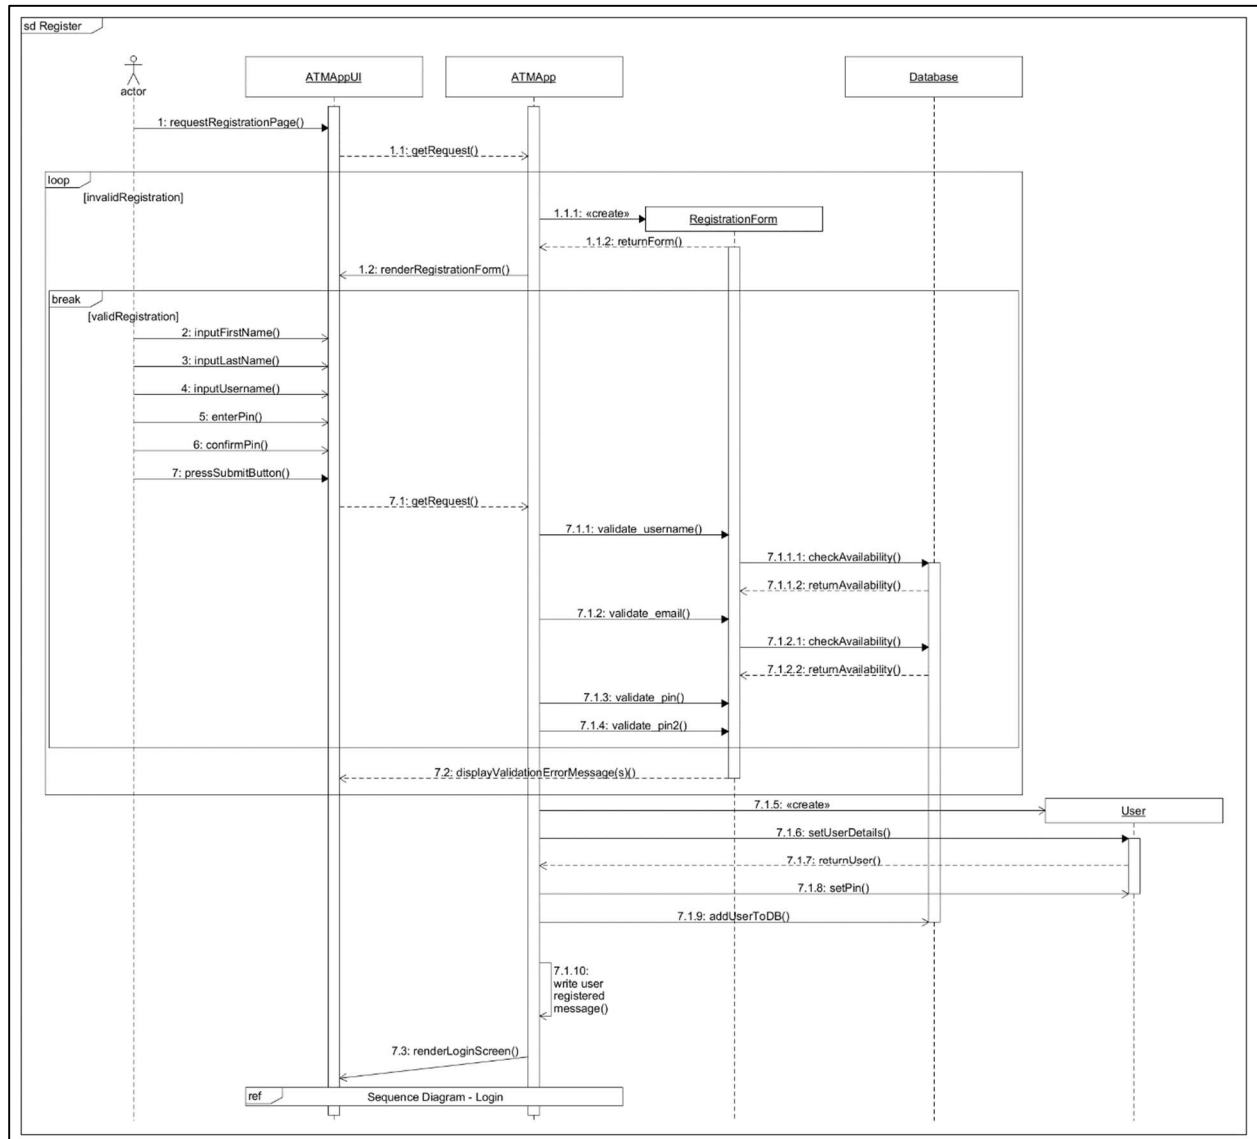 sd Register
actor
ATMAppUI
ATMApp
Database
1: requestRegistrationPage()
1.1: getRequest()
loop
[invalidRegistration]
1.1.1: «create»
RegistrationForm
1.1.2: returnForm()
1.2: renderRegistrationForm()
break
[validRegistration]
2: inputFirstName()
3: inputLastName()
4: inputUsername()
5: enterPin()
6: confirmPin()
7: pressSubmitButton()
7.1: getRequest()
7.1.1: validate_username()
7.1.1.1: checkAvailability()
7.1.1.2: returnAvailability()
7.1.2: validate_email()
7.1.2.1: checkAvailability()
7.1.2.2: returnAvailability()
7.1.3: validate_pin()
7.1.4: validate_pin2()
7.2: displayValidationErrorMessage(s)()
7.1.5: «create»
User
7.1.6: setUserDetails()
7.1.7: returnUser()
7.1.8: setPin()
7.1.9: addUserToDB()
7.1.10:
write user
registered
message()
7.3: renderLoginScreen()
ref
Sequence Diagram - Login